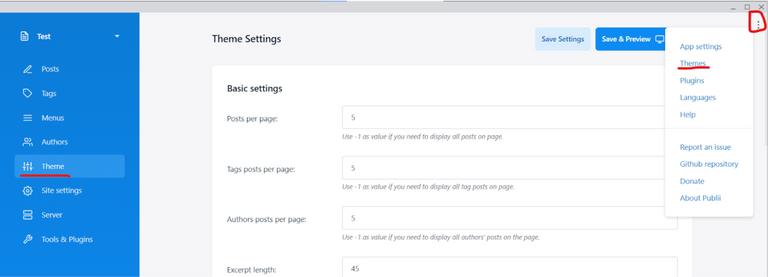 Test
Posts
Tags
Menus
Authors
Theme
Site settings
Server
Tools & Plugins
Theme Settings
Save Settings
Save & Preview
Basic settings
Posts per page:
5
Use -1 as value if you need to display all posts on page.
Tags posts per page:
5
Use -1 as value if you need to display all tag posts on page.
Authors posts per page:
5
Use -1 as value if you need to display all authors' posts on the page.
Excerpt length:
45
App settings
Themes
Plugins
Languages
Help
Report an issue
Github repository
Donate
About Publii